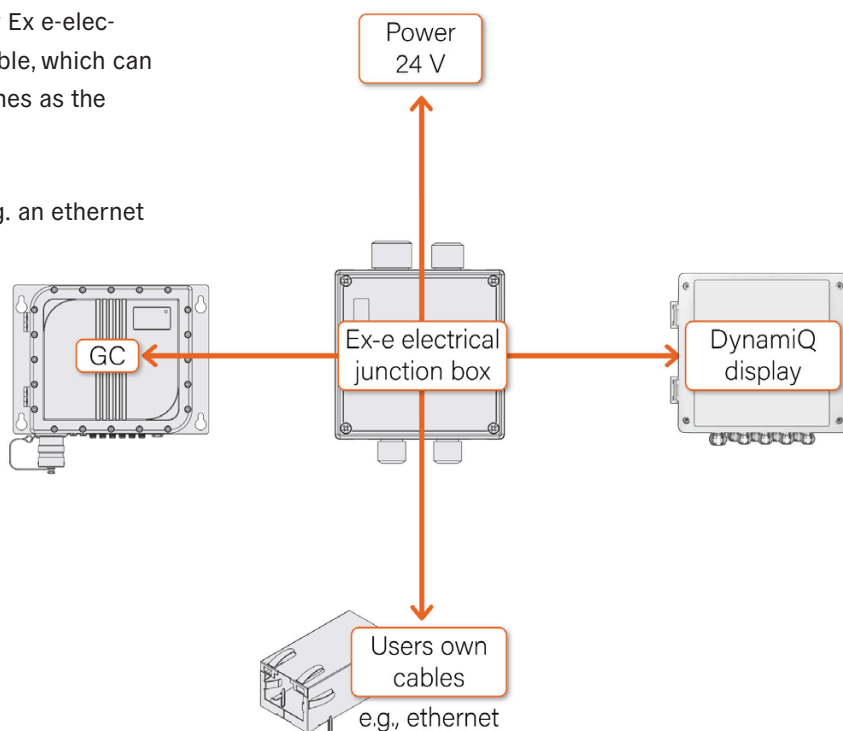 Ex e-elec-
ble, which can
nes as the
g. an ethernet
Power
24 V
GC
Ex-e electrical
junction box
DynamiQ
display
Users own
cables
e.g., ethernet